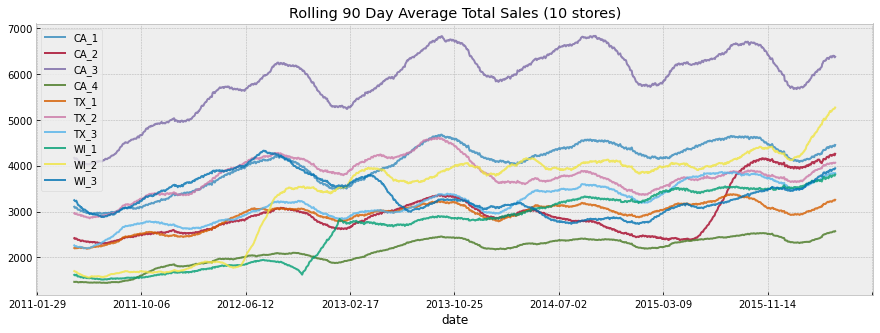 Rolling 90 Day Average Total Sales (10 stores)
7000
6000
5000
4000
3000
2000
CA_1
CA_2
CA_3
CA_4
TX_1
TX_2
TX_3
WI_1
WI_2
WI_3
2011-01-29 2011-10-06 2012-06-12 2013-02-17 2013-10-25 2014-07-02 2015-03-09 2015-11-14
date